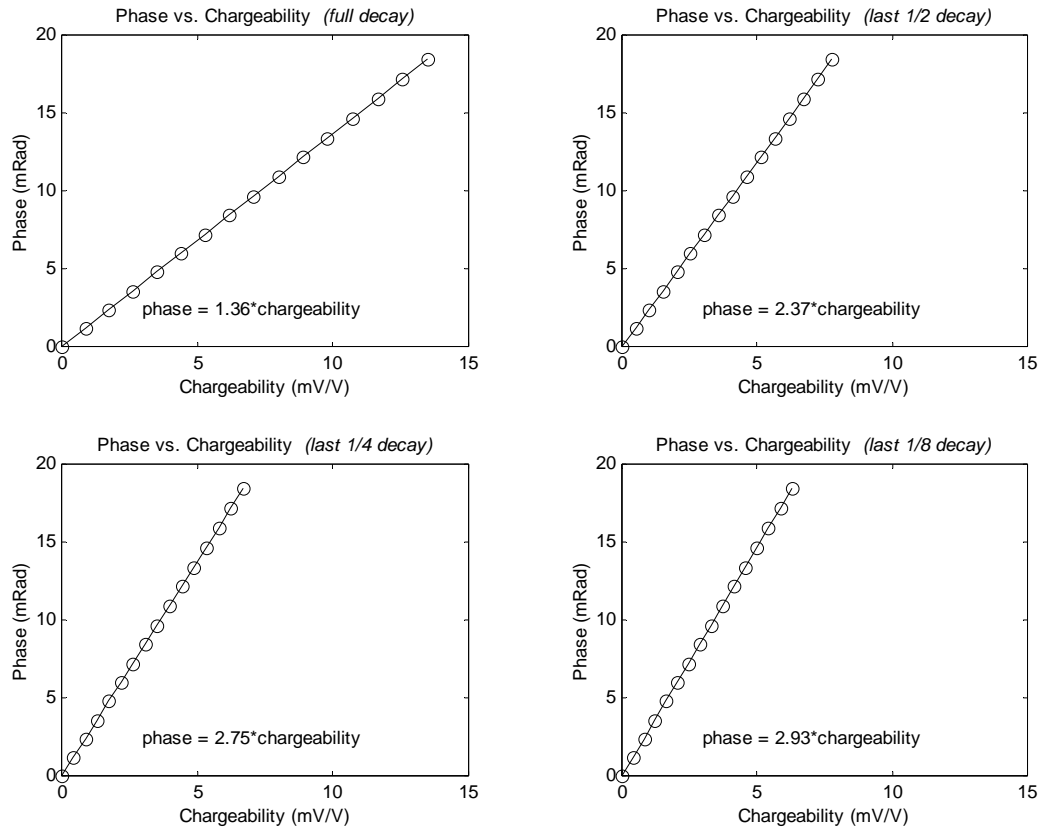 Phase vs. Chargeability (full decay)
20
15
10
5
0
Phase (mRad)
phase = 1.36*chargeability
0 5 10 15
Chargeability (mV/V)
Phase vs. Chargeability (last 1/2 decay)
20
15
10
5
0
Phase (mRad)
phase = 2.37*chargeability
0 5 10 15
Chargeability (mV/V)
Phase vs. Chargeability (last 1/4 decay)
20
15
10
5
0
Phase (mRad)
phase = 2.75*chargeability
0 5 10 15
Chargeability (mV/V)
Phase vs. Chargeability (last 1/8 decay)
20
15
10
5
0
Phase (mRad)
phase = 2.93*chargeability
0 5 10 15
Chargeability (mV/V)